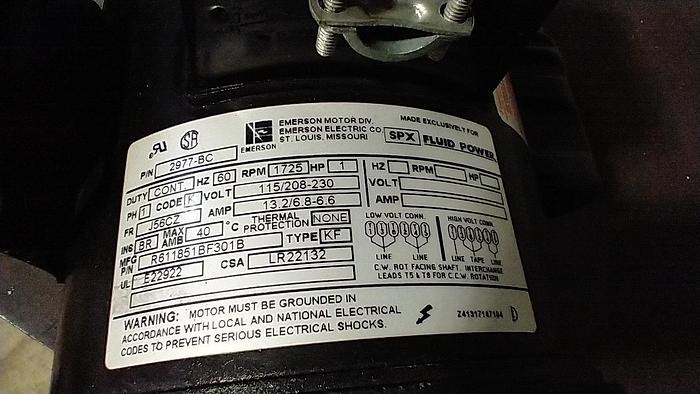 EMERSON
EMERSON MOTOR DIV.
EMERSON ELECTRIC CO.
ST. LOUIS, MISSOURI
MADE EXCLUSIVELY FOR
SPX FLUID POWER
P/N 2977-BC
DUTY CONT. HZ 60 RPM 1725 HP 1
PH 1 CODE K VOLT 115/208-230
FR J56CZ AMP 13.2/6.8-6.6
INS BR MAX AMB 40 °C THERMAL PROTECTION NONE
MFG P/N R611851BF301B TYPE KF
UL E22922 CSA LR22132
HZ RPM HP
VOLT
AMP
LOW VOLT CONN. HIGH VOLT CONN.
LINE LINE TAPE LINE
C.W. ROT FACING SHAFT. INTERCHANGE
LEADS T5 & T8 FOR C.C.W. ROTATION
WARNING: MOTOR MUST BE GROUNDED IN
ACCORDANCE WITH LOCAL AND NATIONAL ELECTRICAL
CODES TO PREVENT SERIOUS ELECTRICAL SHOCKS.